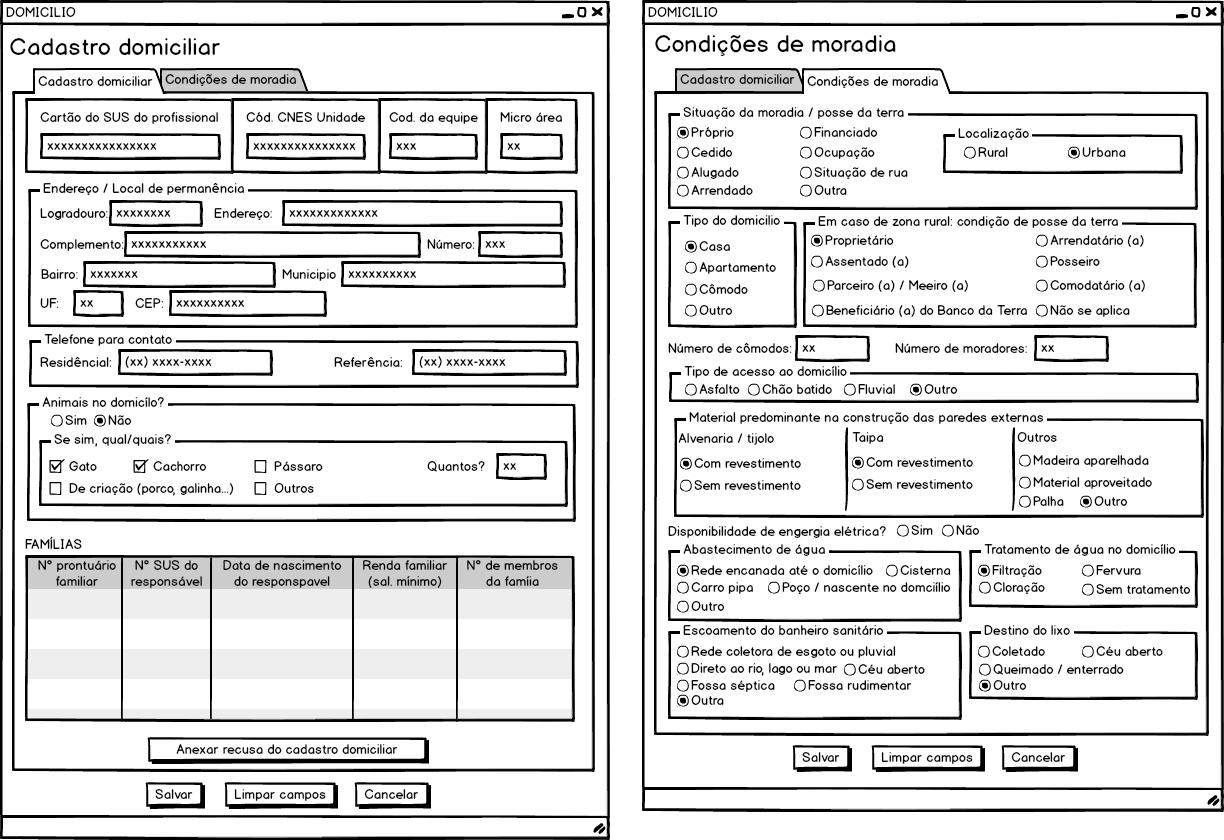 DOMICILIO
Cadastro domiciliar
Cadastro domiciliar Condições de moradia
Cartão do SUS do profissional Cód. CNES Unidade Cod. da equipe Micro área
xxxxxxxxxxxxxxxx xxxxxxxxxxxxxxx xxx xx
Endereço / Local de permanência
Logradouro: xxxxxxxx Endereço: xxxxxxxxxxxxx
Complemento: xxxxxxxxxxx Número: xxx
Bairro: xxxxxxx Municipio xxxxxxxxxx
UF: xx CEP: xxxxxxxxxx
Telefone para contato
Residêncial: (xx) xxxx-xxxx Referência: (xx) xxxx-xxxx
Animais no domicílo?
Sim Não
Se sim, qual/quais?
Gato Cachorro Pássaro Quantos? xx
De criação (porco, galinha...) Outros
FAMÍLIAS
Nº prontuário familiar Nº SUS do responsável Data de nascimento do responspavel Renda familiar (sal. mínimo) Nº de membros da famíia
Anexar recusa do cadastro domiciliar
Salvar Limpar campos Cancelar
DOMICILIO
Condições de moradia
Cadastro domiciliar Condições de moradia
Situação da moradia / posse da terra
Próprio Financiado
Cedido Ocupação
Alugado Situação de rua
Arrendado Outra
Localização
Rural Urbana
Tipo do domicilio
Casa
Apartamento
Cômodo
Outro
Em caso de zona rural: condição de posse da terra
Proprietário Arrendatário (a)
Assentado (a) Posseiro
Parceiro (a) / Meeiro (a) Comodatário (a)
Beneficiário (a) do Banco da Terra Não se aplica
Número de cômodos: xx Número de moradores: xx
Tipo de acesso ao domicílio
Asfalto Chão batido Fluvial Outro
Material predominante na construção das paredes externas
Alvenaria / tijolo Taipa Outros
Com revestimento Com revestimento Madeira aparelhada
Sem revestimento Sem revestimento Material aproveitado
Palha Outro
Disponibilidade de engergia elétrica? Sim Não
Abastecimento de água
Rede encanada até o domicílio Cisterna
Carro pipa Poço / nascente no domcíilio
Outro
Tratamento de água no domicílio
Filtração Fervura
Cloração Sem tratamento
Escoamento do banheiro sanitário
Rede coletora de esgoto ou pluvial
Direto ao rio, lago ou mar Céu aberto
Fossa séptica Fossa rudimentar
Outra
Destino do lixo
Coletado Céu aberto
Queimado / enterrado
Outro
Salvar Limpar campos Cancelar